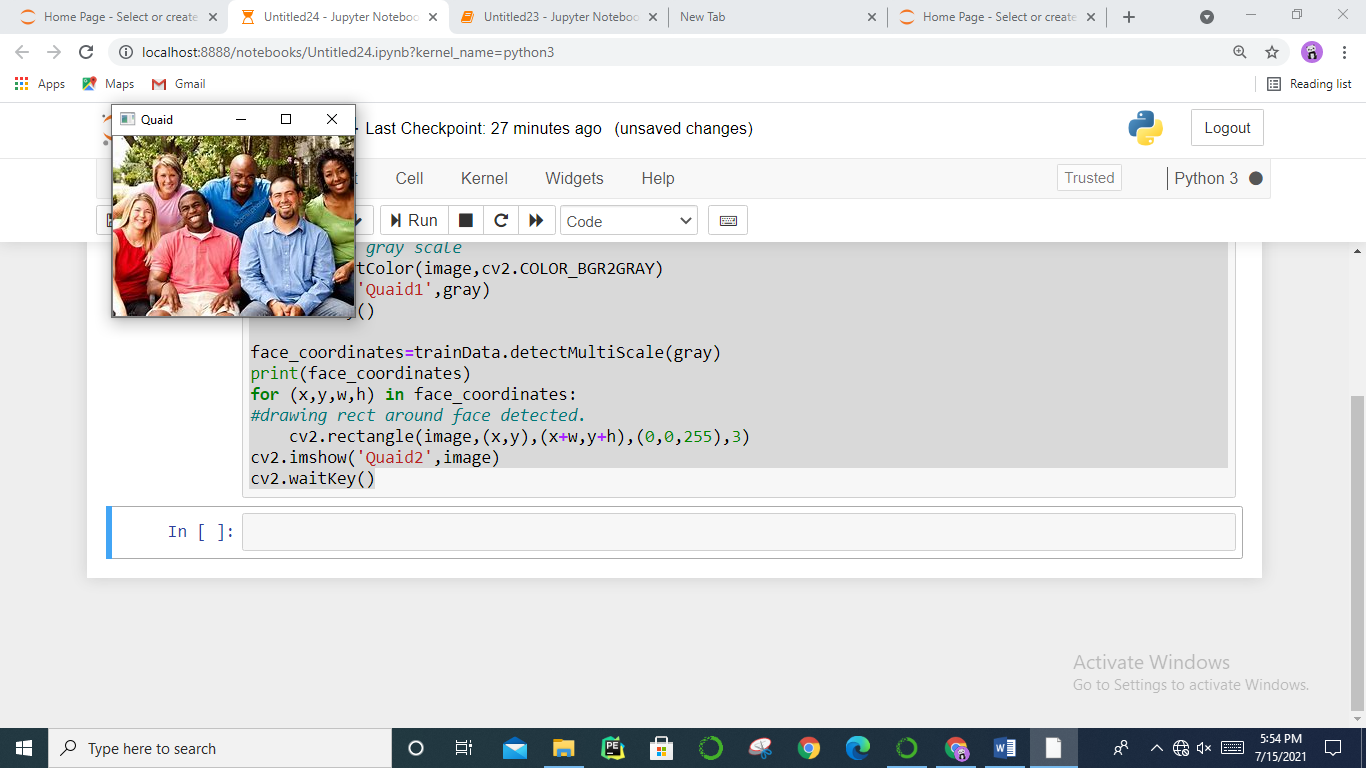 Home Page - Select or create
Untitled24 - Jupyter Noteboo
Untitled23 - Jupyter Noteboo
New Tab
Home Page - Select or create
localhost:8888/notebooks/Untitled24.ipynb?kernel_name=python3
Apps
Maps
Gmail
Reading list
Quaid
Last Checkpoint: 27 minutes ago (unsaved changes)
Logout
Cell
Kernel
Widgets
Help
Trusted
Python 3
Run
Code
gray scale
tColor(image,cv2.COLOR_BGR2GRAY)
'Quaid1',gray)
()
face_coordinates=trainData.detectMultiScale(gray)
print(face_coordinates)
for (x,y,w,h) in face_coordinates:
#drawing rect around face detected.
cv2.rectangle(image,(x,y),(x+w,y+h),(0,0,255),3)
cv2.imshow('Quaid2',image)
cv2.waitKey()
In [ ]:
Activate Windows
Go to Settings to activate Windows.
Type here to search
5:54 PM
7/15/2021